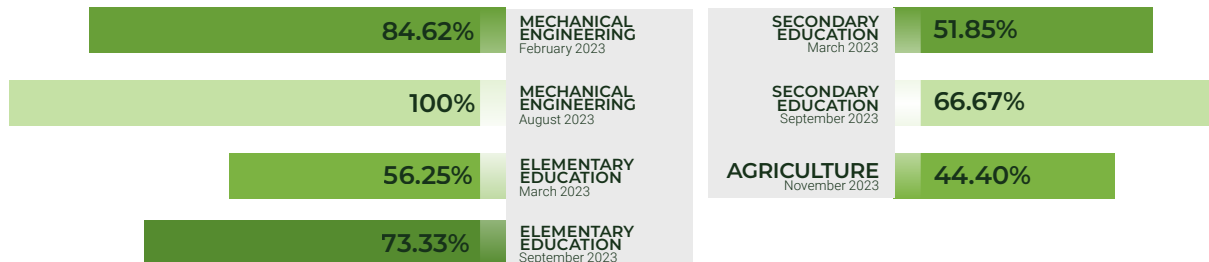 84.62%
MECHANICAL
ENGINEERING
February 2023
100%
MECHANICAL
ENGINEERING
August 2023
56.25%
ELEMENTARY
EDUCATION
March 2023
73.33%
ELEMENTARY
EDUCATION
September 2023
SECONDARY
EDUCATION
March 2023
51.85%
SECONDARY
EDUCATION
September 2023
66.67%
AGRICULTURE
November 2023
44.40%